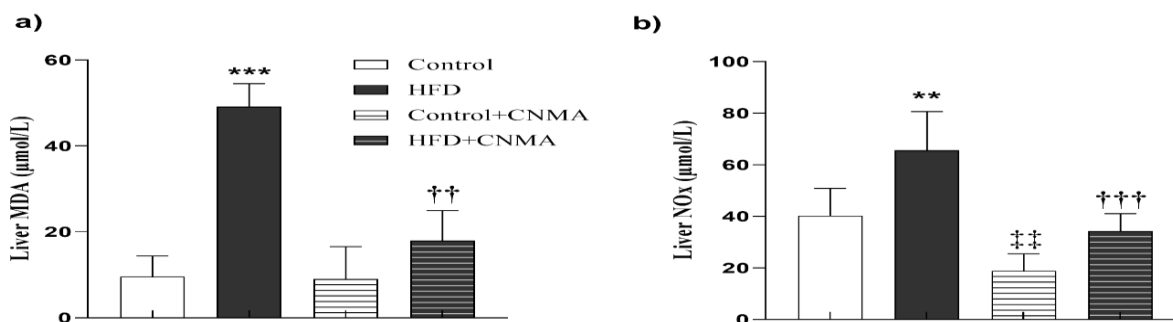 a)
Liver MDA (μmol/L)
60
40
20
0
***
††
Control
HFD
Control+CNMA
HFD+CNMA
b)
Liver NOx (μmol/L)
100
80
60
40
20
0
**
‡‡
†††